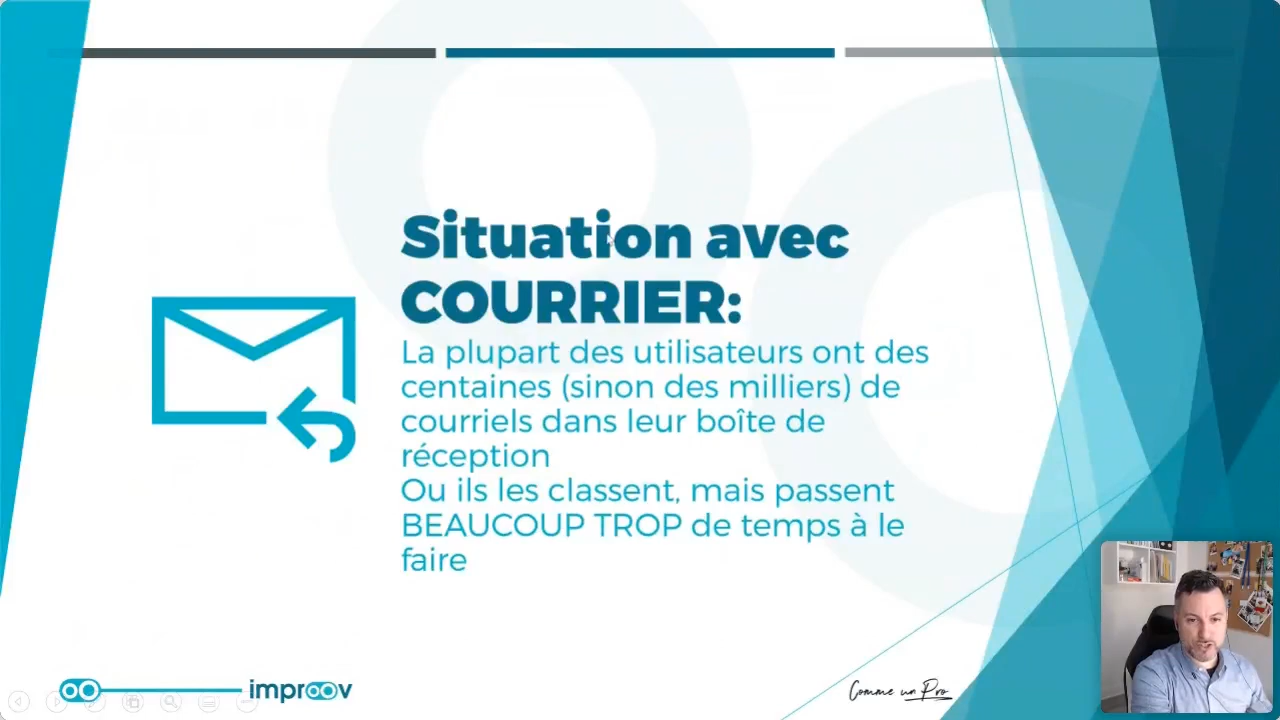 Situation avec
COURRIER:
La plupart des utilisateurs ont des
centaines (sinon des milliers) de
courriels dans leur boîte de
réception
Ou ils les classent, mais passent
BEAUCOUP TROP de temps à le
faire
improov
Comme un Pro